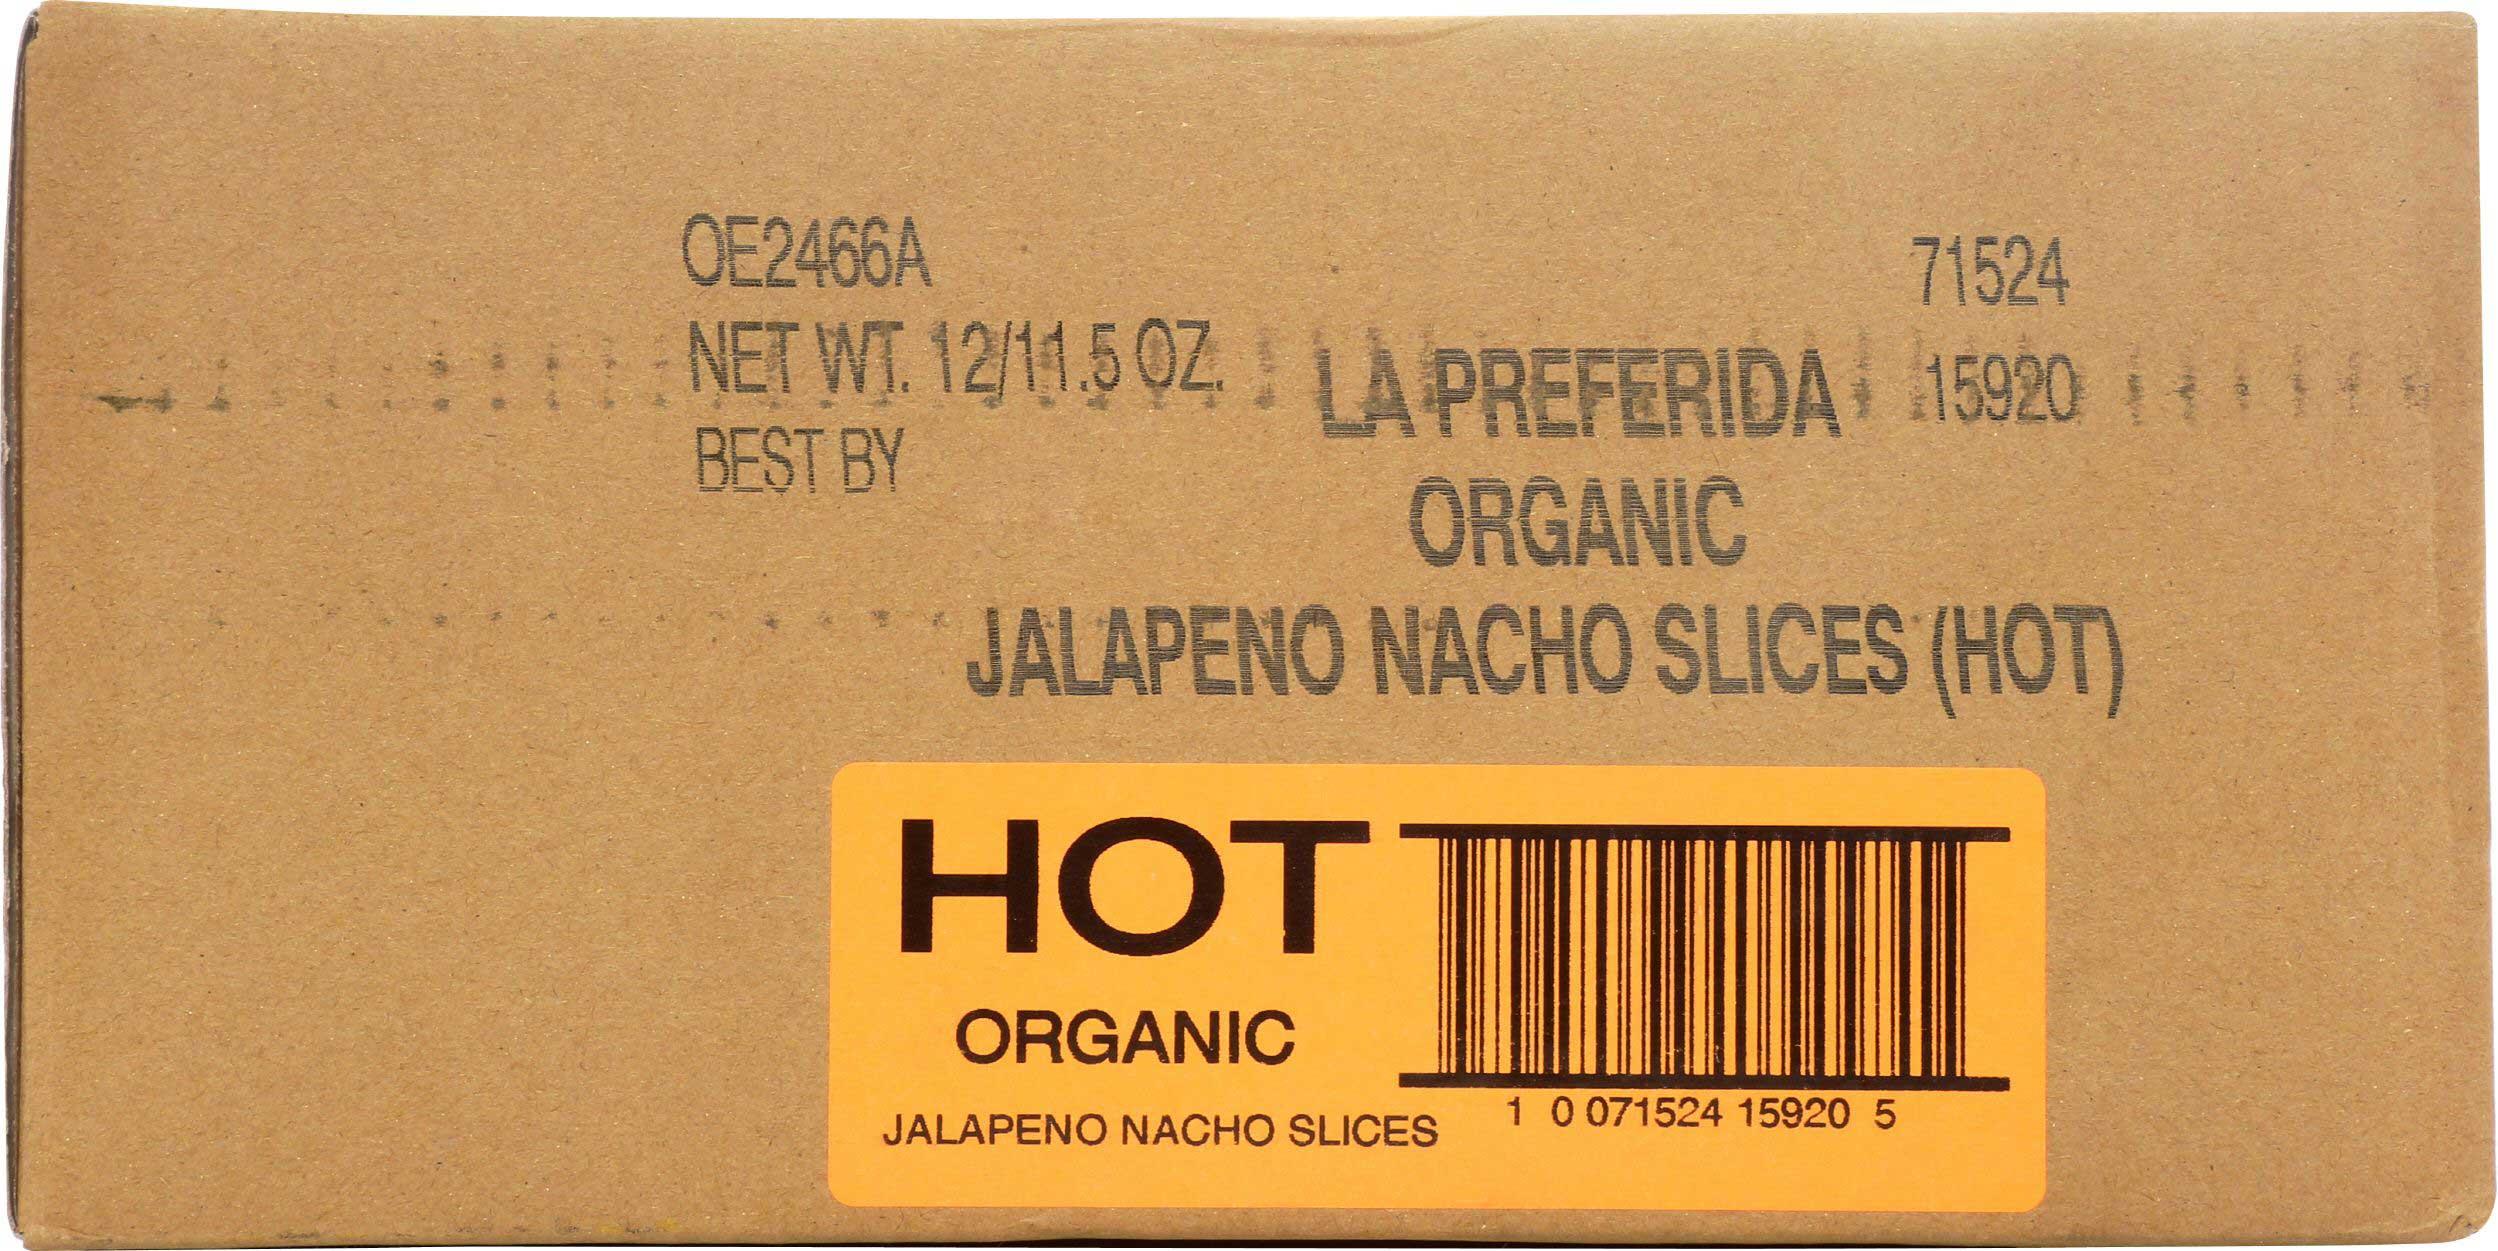 OE2466A
NET WT. 12/11.5 OZ.
BEST BY
71524
15920
LA PREFERIDA
ORGANIC
JALAPENO NACHO SLICES (HOT)
HOT
ORGANIC
JALAPENO NACHO SLICES
1 0 071524 15920 5